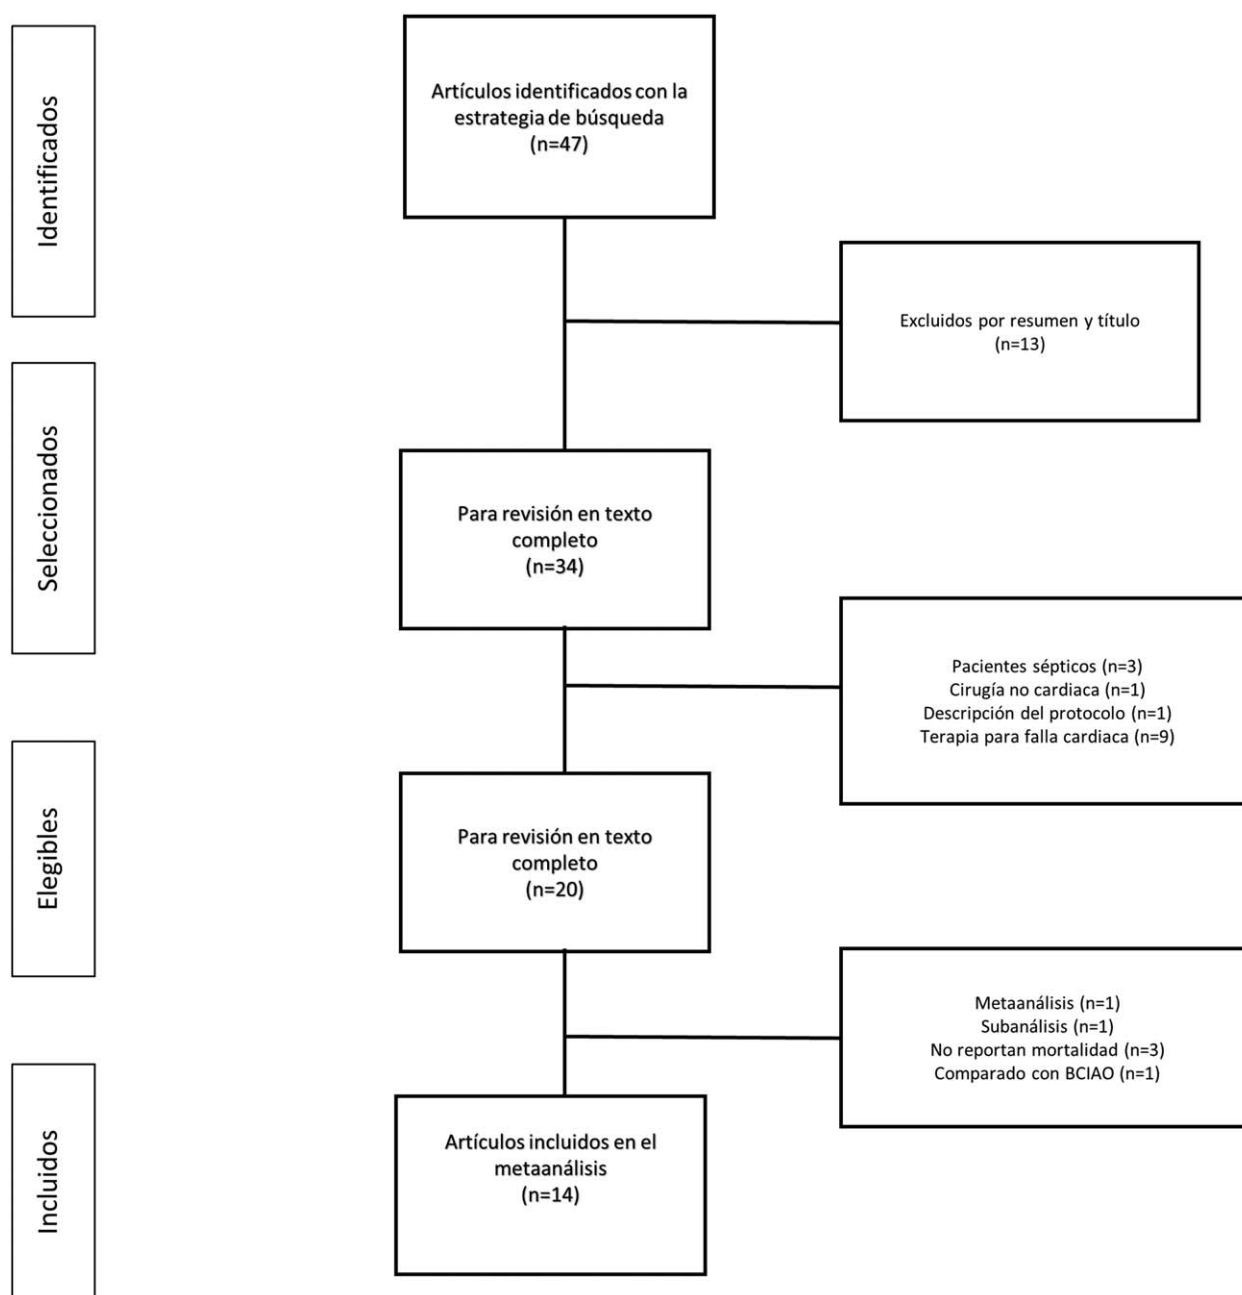 Identificados
Artículos identificados con la
estrategia de búsqueda
(n=47)
Excluidos por resumen y título
(n=13)
Seleccionados
Para revisión en texto
completo
(n=34)
Pacientes sépticos (n=3)
Cirugía no cardiaca (n=1)
Descripción del protocolo (n=1)
Terapia para falla cardiaca (n=9)
Elegibles
Para revisión en texto
completo
(n=20)
Metaanálisis (n=1)
Subanálisis (n=1)
No reportan mortalidad (n=3)
Comparado con BCIAO (n=1)
Incluidos
Artículos incluidos en el
metaanálisis
(n=14)